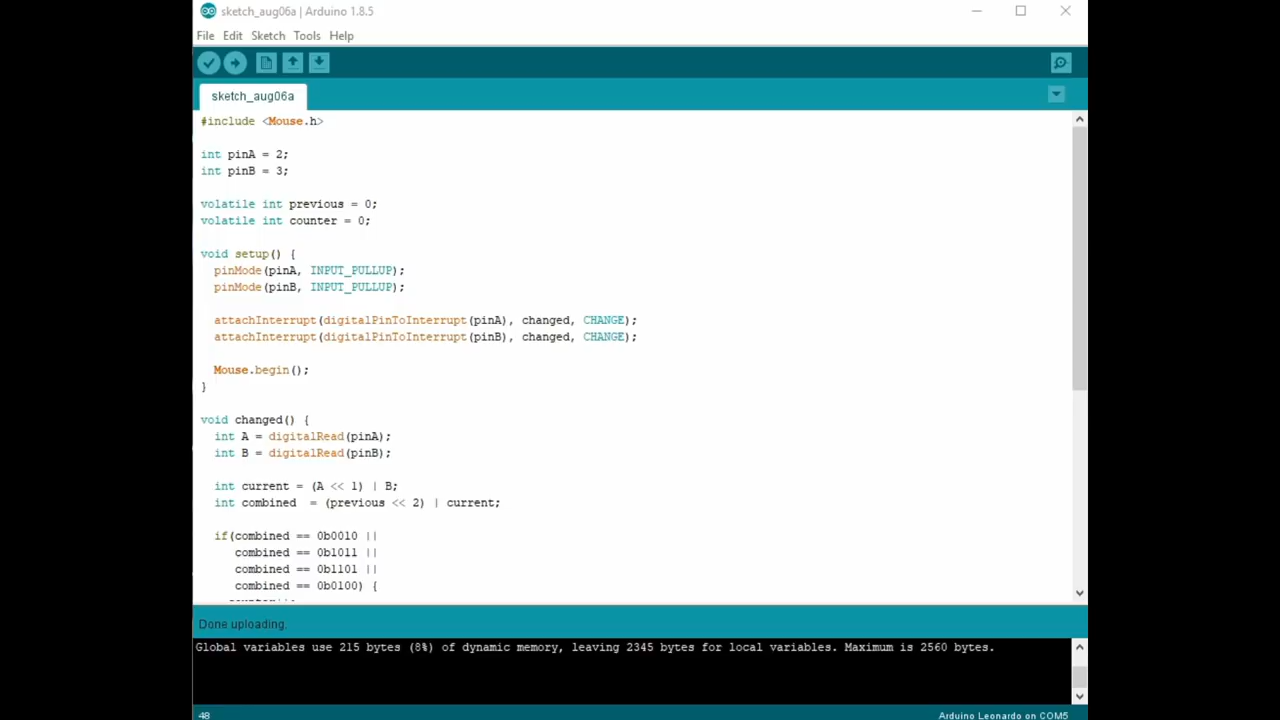 sketch_aug06a | Arduino 1.8.5
File Edit Sketch Tools Help
sketch_aug06a
#include <Mouse.h>
int pinA = 2;
int pinB = 3;
volatile int previous = 0;
volatile int counter = 0;
void setup() {
pinMode(pinA, INPUT_PULLUP);
pinMode(pinB, INPUT_PULLUP);
attachInterrupt(digitalPinToInterrupt(pinA), changed, CHANGE);
attachInterrupt(digitalPinToInterrupt(pinB), changed, CHANGE);
Mouse.begin();
}
void changed() {
int A = digitalRead(pinA);
int B = digitalRead(pinB);
int current = (A << 1) | B;
int combined  = (previous << 2) | current;
if(combined == 0b0010 ||
combined == 0b1011 ||
combined == 0b1101 ||
combined == 0b0100) {
Done uploading.
Global variables use 215 bytes (8%) of dynamic memory, leaving 2345 bytes for local variables. Maximum is 2560 bytes.
48 Arduino Leonardo on COM5